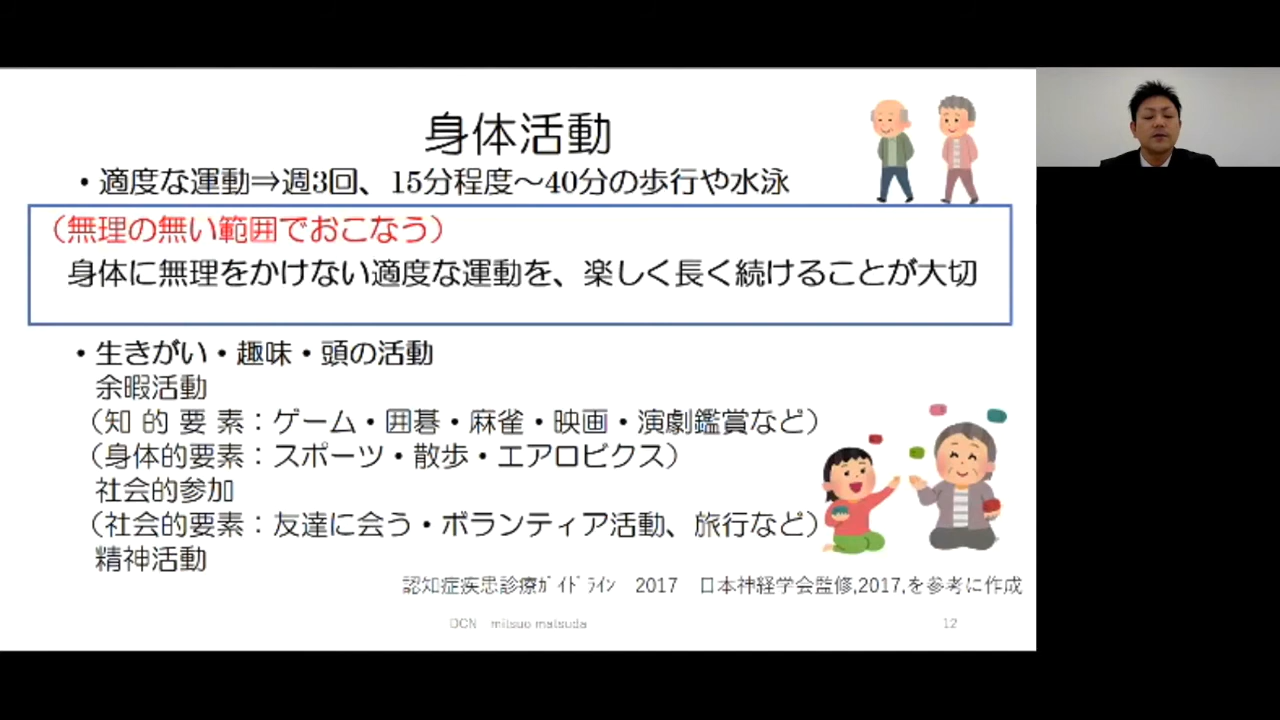 身体活動
・適度な運動⇒週3回、15分程度～40分の歩行や水泳
（無理の無い範囲でおこなう）
身体に無理をかけない適度な運動を、楽しく長く続けることが大切
・生きがい・趣味・頭の活動
余暇活動
（知 的 要 素：ゲーム・囲碁・麻雀・映画・演劇鑑賞など）
（身体的要素：スポーツ・散歩・エアロビクス）
社会的参加
（社会的要素：友達に会う・ボランティア活動、旅行など）
精神活動
認知症疾患診療ｶﾞｲﾄﾞﾗｲﾝ　2017　日本神経学会監修,2017,を参考に作成
DCN　mitsuo matsuda
12